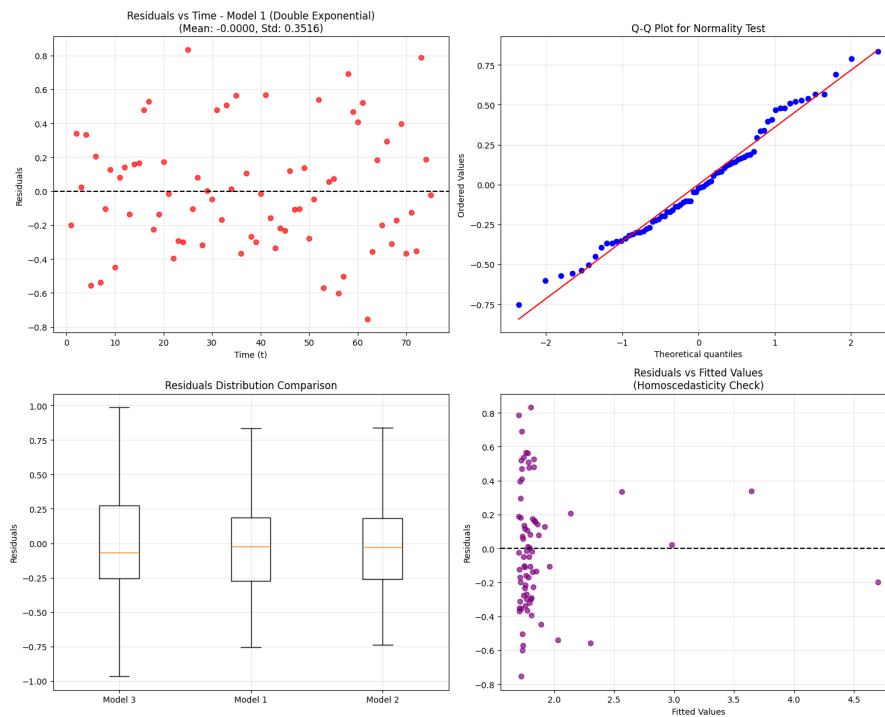 Residuals vs Time - Model 1 (Double Exponential)
(Mean: -0.0000, Std: 0.3516)
0.8
0.6
0.4
0.2
0.0
−0.2
−0.4
−0.6
−0.8
Residuals
0 10 20 30 40 50 60 70
Time (t)
Q-Q Plot for Normality Test
0.75
0.50
0.25
0.00
−0.25
−0.50
−0.75
Ordered Values
−2 −1 0 1 2
Theoretical quantiles
Residuals Distribution Comparison
1.00
0.75
0.50
0.25
0.00
−0.25
−0.50
−0.75
−1.00
Residuals
Model 3 Model 1 Model 2
Residuals vs Fitted Values
(Homoscedasticity Check)
0.8
0.6
0.4
0.2
0.0
−0.2
−0.4
−0.6
−0.8
Residuals
2.0 2.5 3.0 3.5 4.0 4.5
Fitted Values